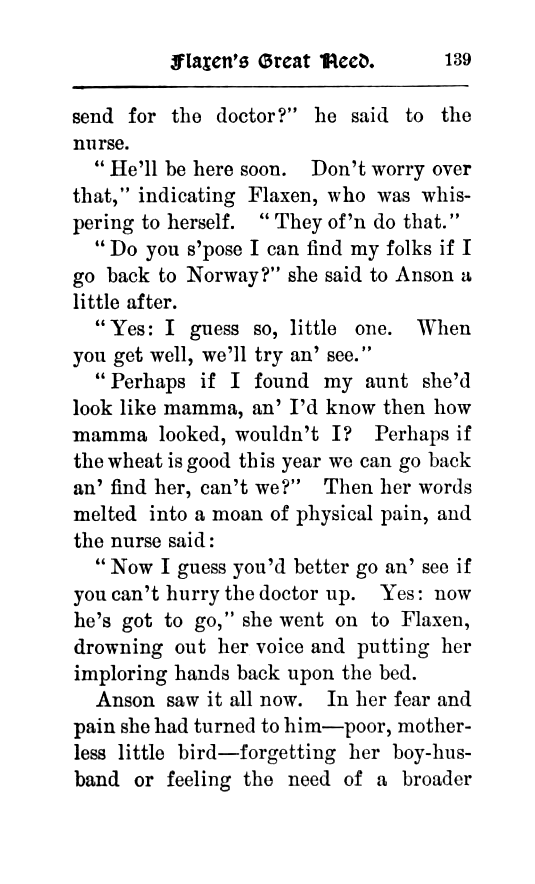 Flaxen's Great Need. 139
send for the doctor?" he said to the
nurse.
"He'll be here soon. Don't worry over
that," indicating Flaxen, who was whis-
pering to herself. "They of'n do that."
"Do you s'pose I can find my folks if I
go back to Norway?" she said to Anson a
little after.
"Yes: I guess so, little one. When
you get well, we'll try an' see."
"Perhaps if I found my aunt she'd
look like mamma, an' I'd know then how
mamma looked, wouldn't I? Perhaps if
the wheat is good this year we can go back
an' find her, can't we?" Then her words
melted into a moan of physical pain, and
the nurse said:
"Now I guess you'd better go an' see if
you can't hurry the doctor up. Yes: now
he's got to go," she went on to Flaxen,
drowning out her voice and putting her
imploring hands back upon the bed.
Anson saw it all now. In her fear and
pain she had turned to him—poor, mother-
less little bird—forgetting her boy-hus-
band or feeling the need of a broader